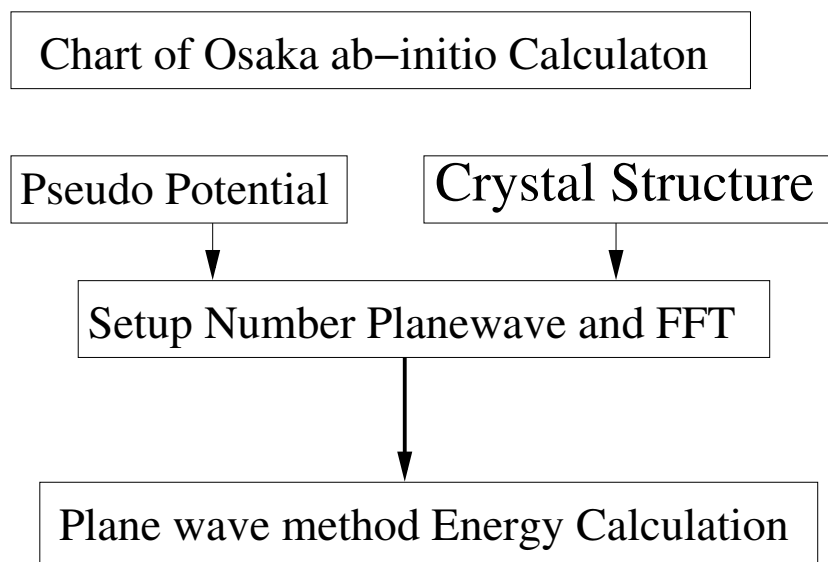 Chart of Osaka ab−initio Calculaton
Pseudo Potential
Crystal Structure
Setup Number Planewave and FFT
Plane wave method Energy Calculation